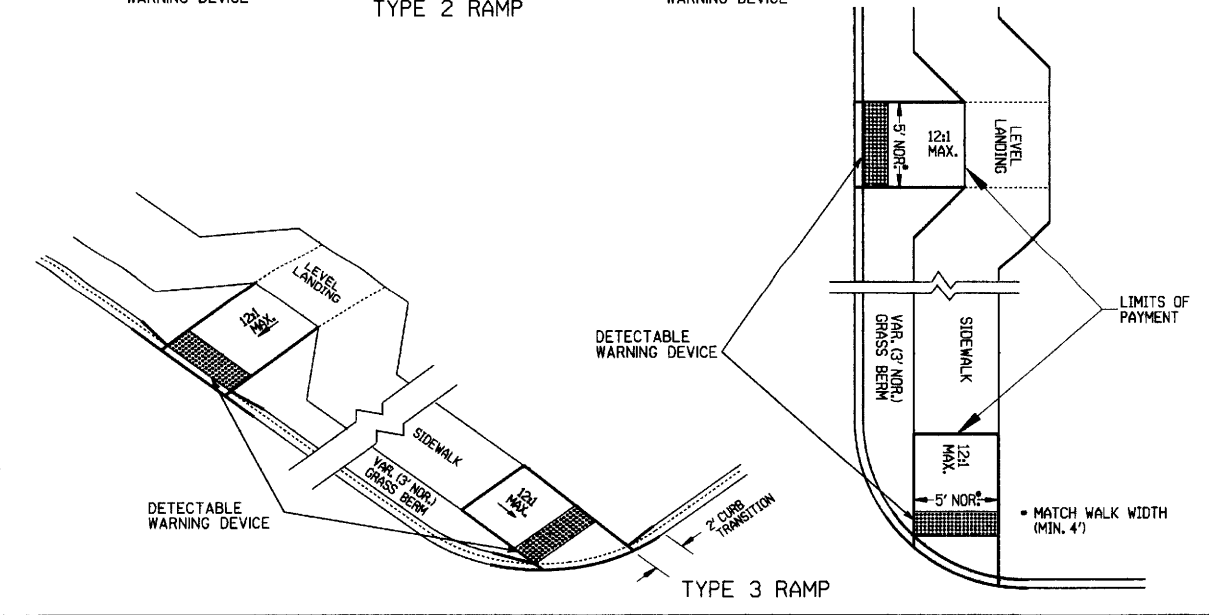 WARNING DEVICE
TYPE 2 RAMP
WARNING DEVICE
LEVEL
LANDING
12:1
MAX.
DETECTABLE
WARNING DEVICE
SIDEWALK
VAR. (3' NOR.)
GRASS BERM
12:1
MAX.
2' CURB
TRANSITION
TYPE 3 RAMP
5' NOR.*
12:1
MAX.
LEVEL
LANDING
DETECTABLE
WARNING DEVICE
VAR. (3' NOR.)
GRASS BERM
SIDEWALK
LIMITS OF
PAYMENT
12:1
MAX.
5' NOR.*
* MATCH WALK WIDTH
(MIN. 4')